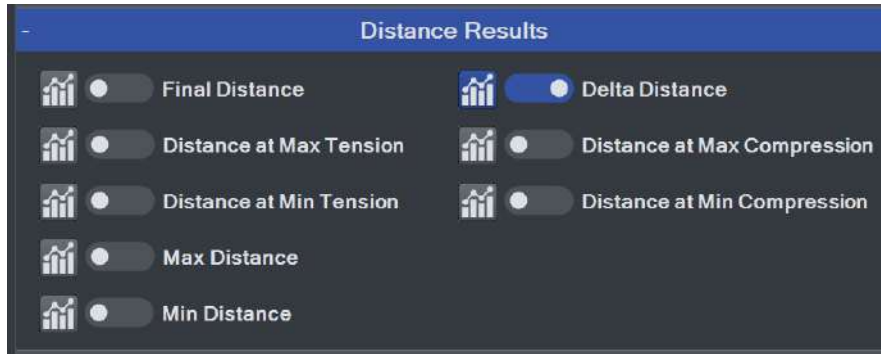 - Distance Results
Final Distance
Delta Distance
Distance at Max Tension
Distance at Max Compression
Distance at Min Tension
Distance at Min Compression
Max Distance
Min Distance